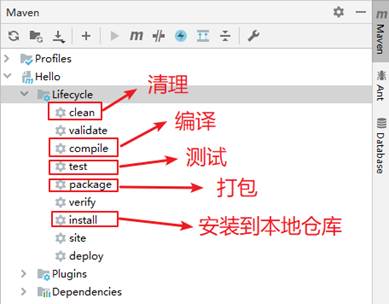 Maven
Profiles
Hello
Lifecycle
clean
清理
validate
compile
编译
test
测试
package
打包
verify
install
安装到本地仓库
site
deploy
Plugins
Dependencies
Maven
Ant
Database